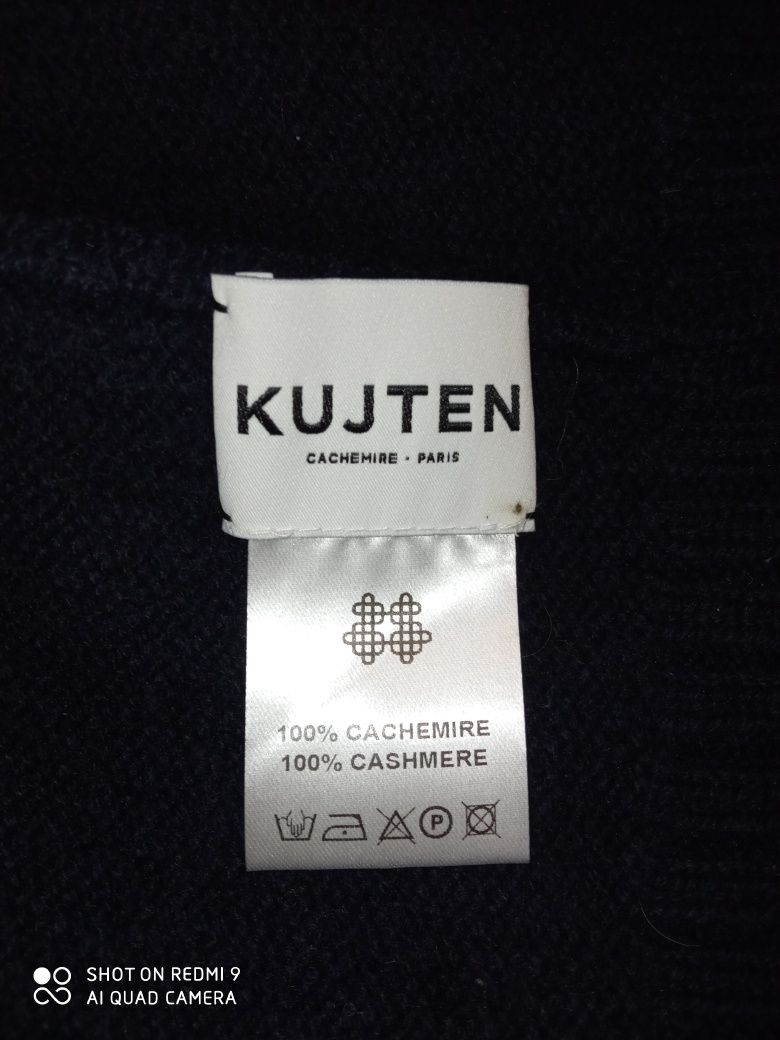 KUJTEN
CACHEMIRE • PARIS
100% CACHEMIRE
100% CASHMERE
P
SHOT ON REDMI 9
AI QUAD CAMERA